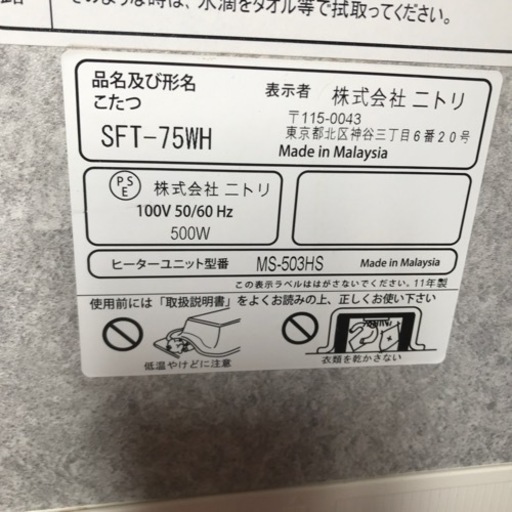 そのような時は、水滴をタオル等で拭取ってください。
品名及び形名
こたつ
SFT-75WH
表示者 株式会社 ニトリ
〒115-0043
東京都北区神谷三丁目6番20号
Made in Malaysia
PSE 株式会社 ニトリ
100V 50/60 Hz
500W
ヒーターユニット型番 MS-503HS Made in Malaysia
この表示ラベルははがさないでください。11年製
使用前には「取扱説明書」をよくお読みの上、正しくお使い下さい
低温やけどに注意
衣類を乾かさない